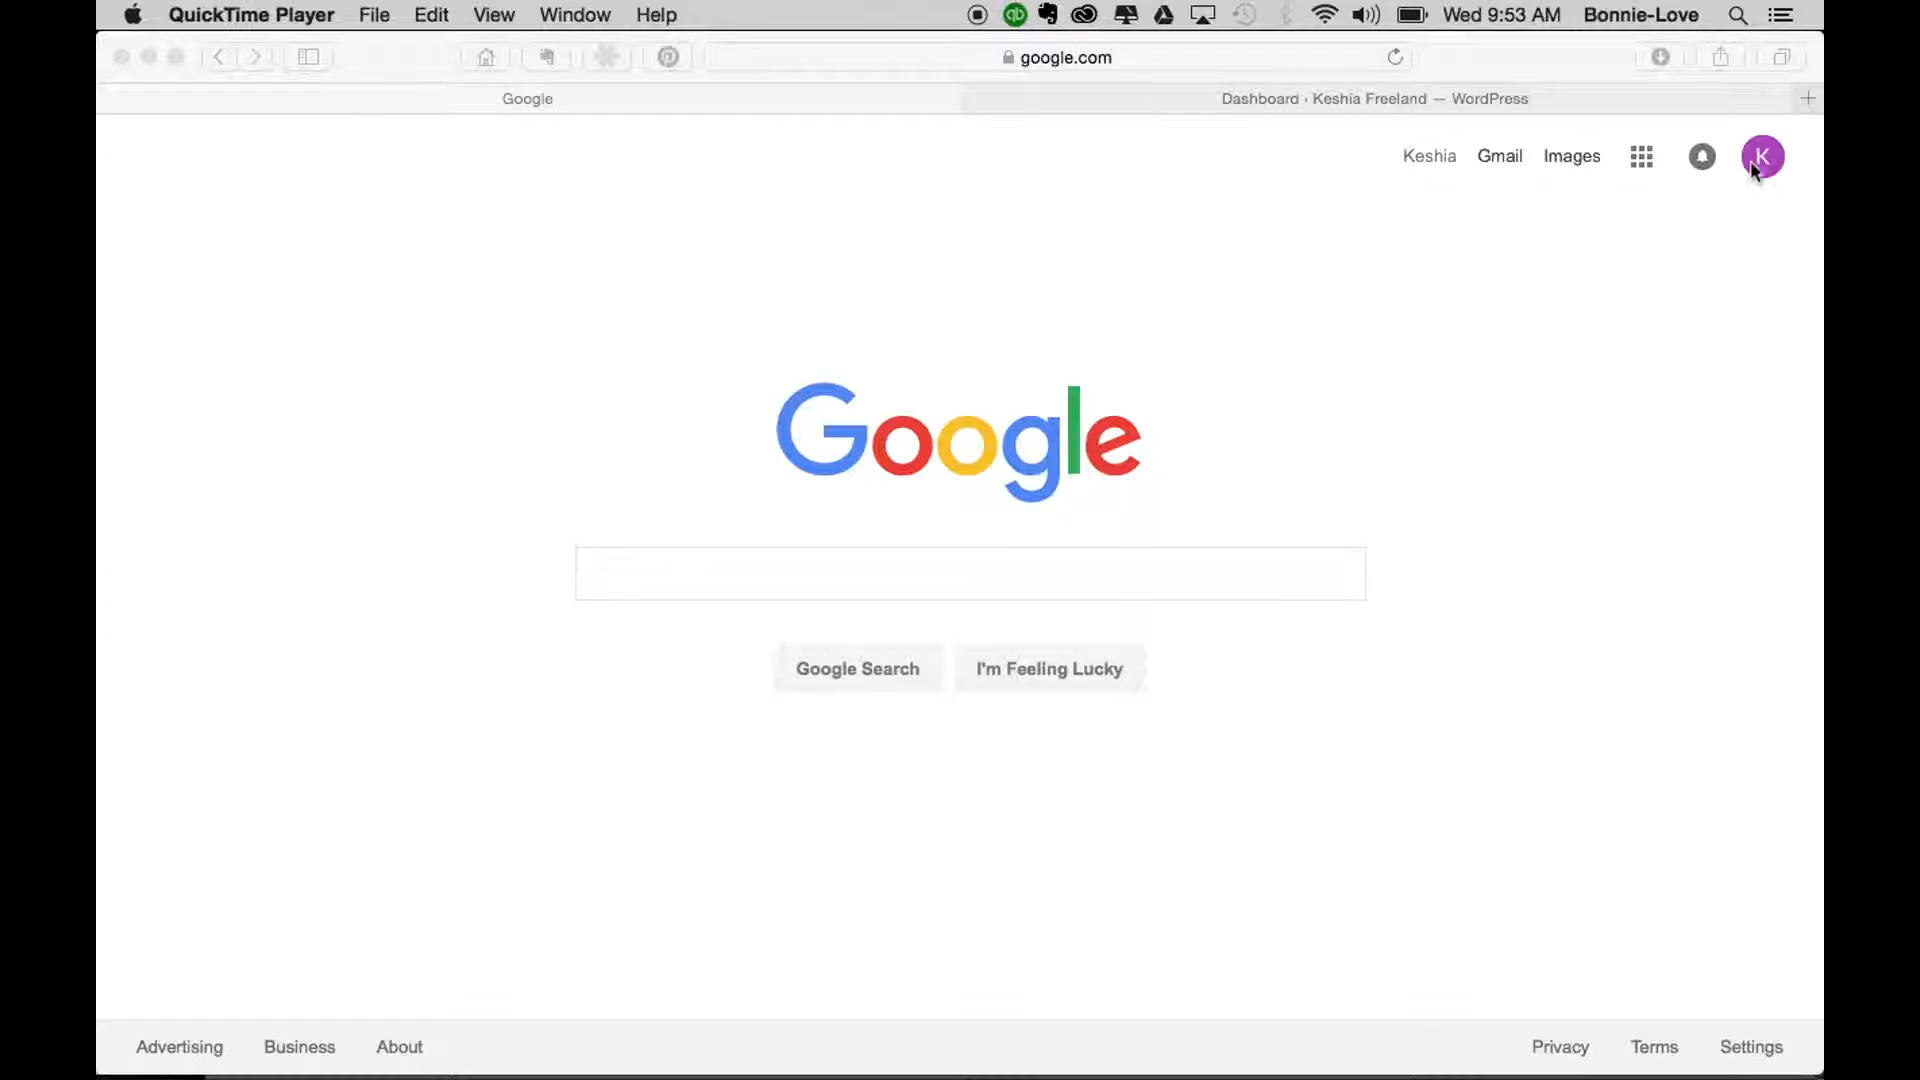 QuickTime Player File Edit View Window Help qb Wed 9:53 AM Bonnie-Love
google.com
Google Dashboard › Keshia Freeland — WordPress
Keshia Gmail Images K
Google
Google Search I'm Feeling Lucky
Advertising Business About Privacy Terms Settings